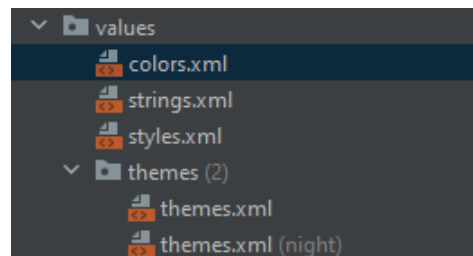 values
colors.xml
strings.xml
styles.xml
themes (2)
themes.xml
themes.xml (night)